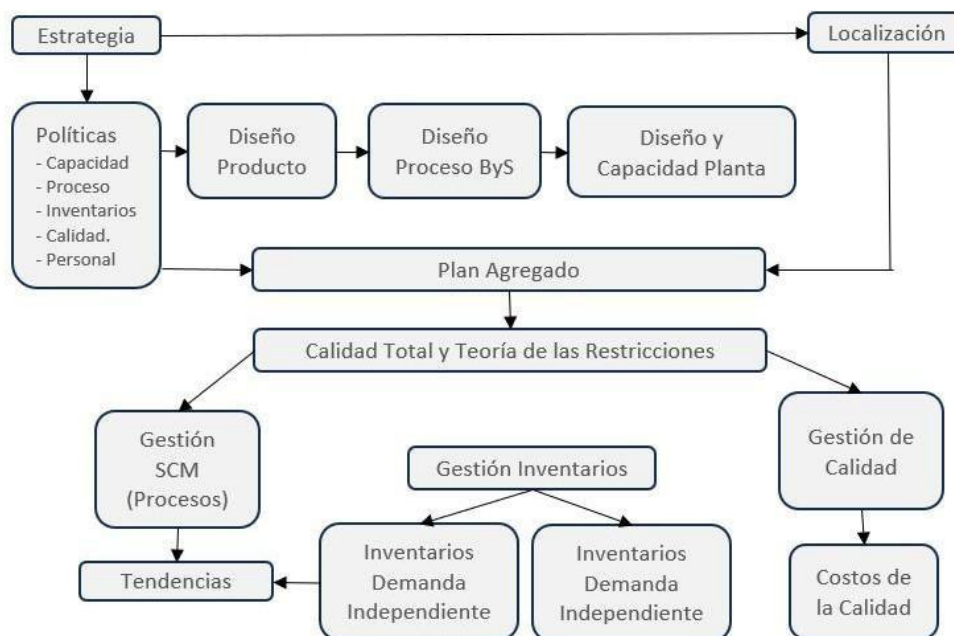 Estrategia
Localización
Políticas
- Capacidad
- Proceso
- Inventarios
- Calidad.
- Personal
Diseño
Producto
Diseño
Proceso ByS
Diseño y
Capacidad Planta
Plan Agregado
Calidad Total y Teoría de las Restricciones
Gestión
SCM
(Procesos)
Gestión Inventarios
Gestión de
Calidad
Tendencias
Inventarios
Demanda
Independiente
Inventarios
Demanda
Independiente
Costos de
la Calidad